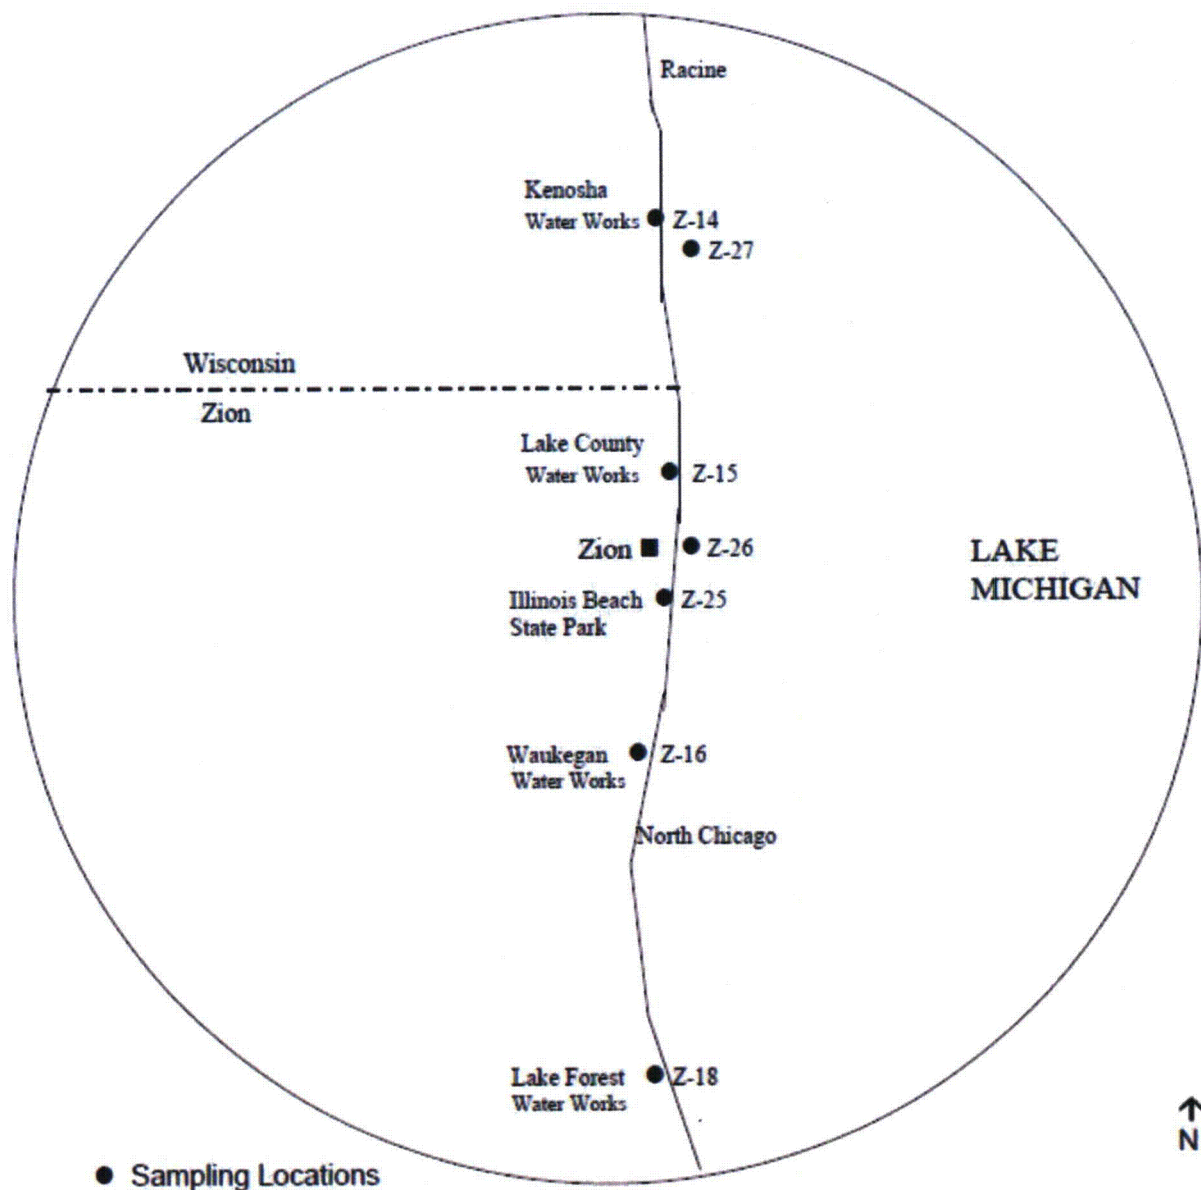 Racine
Kenosha
Water Works Z-14
Z-27
Wisconsin
Zion
Lake County
Water Works Z-15
Zion Z-26
LAKE
MICHIGAN
Illinois Beach Z-25
State Park
Waukegan Z-16
Water Works
North Chicago
Lake Forest Z-18
Water Works
N
Sampling Locations